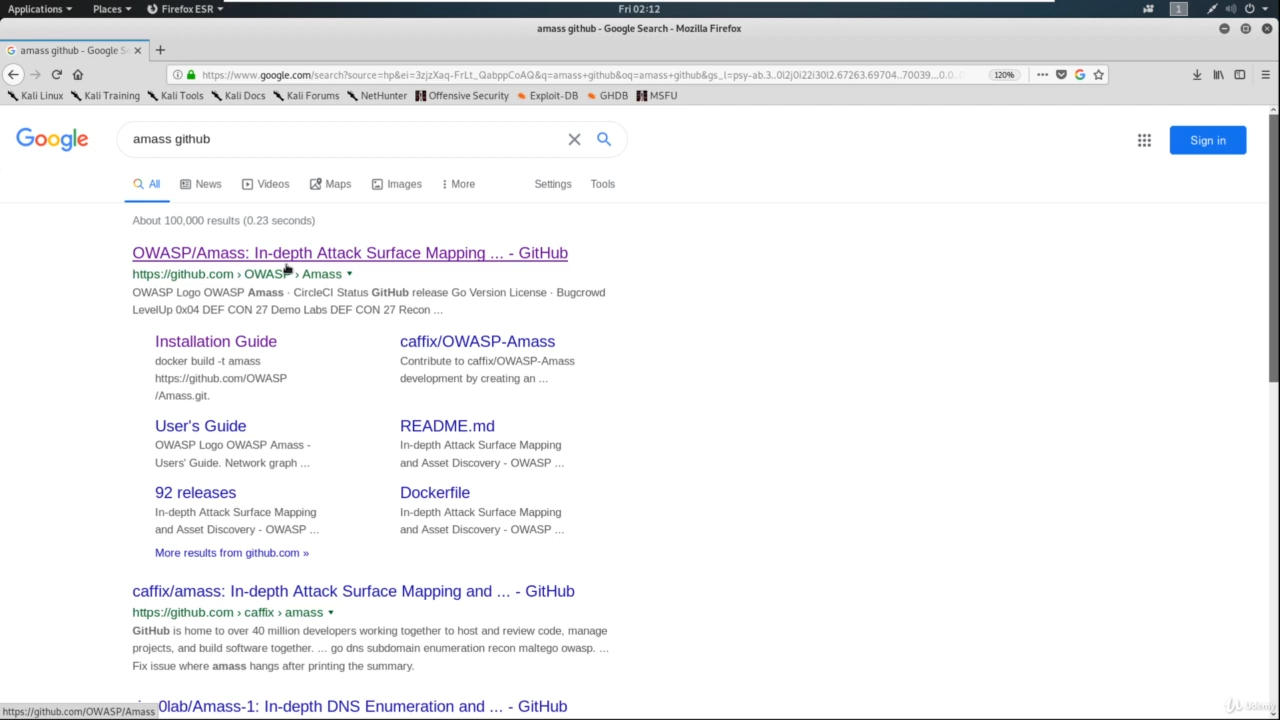 Applications Places Firefox ESR Fri 02:12 1
amass github - Google Search - Mozilla Firefox
amass github - Google S
https://www.google.com/search?source=hp&ei=3zjzXaq-FrLt_QabppCoAQ&q=amass+github&oq=amass+github&gs_l=psy-ab.3..0l2j0i22i30l2.67263.69704..70039...0.0.. 120%
Kali Linux Kali Training Kali Tools Kali Docs Kali Forums NetHunter Offensive Security Exploit-DB GHDB MSFU
Google amass github Sign in
All News Videos Maps Images More Settings Tools
About 100,000 results (0.23 seconds)
OWASP/Amass: In-depth Attack Surface Mapping ... - GitHub
https://github.com › OWASP › Amass
OWASP Logo OWASP Amass · CircleCI Status GitHub release Go Version License · Bugcrowd
LevelUp 0x04 DEF CON 27 Demo Labs DEF CON 27 Recon ...
Installation Guide
docker build -t amass
https://github.com/OWASP
/Amass.git.
caffix/OWASP-Amass
Contribute to caffix/OWASP-Amass
development by creating an ...
User's Guide
OWASP Logo OWASP Amass -
Users' Guide. Network graph ...
README.md
In-depth Attack Surface Mapping
and Asset Discovery - OWASP ...
92 releases
In-depth Attack Surface Mapping
and Asset Discovery - OWASP ...
Dockerfile
In-depth Attack Surface Mapping
and Asset Discovery - OWASP ...
More results from github.com »
caffix/amass: In-depth Attack Surface Mapping and ... - GitHub
https://github.com › caffix › amass
GitHub is home to over 40 million developers working together to host and review code, manage
projects, and build software together. ... go dns subdomain enumeration recon maltego owasp. ...
Fix issue where amass hangs after printing the summary.
0lab/Amass-1: In-depth DNS Enumeration and ... - GitHub
https://github.com/OWASP/Amass
Udemy